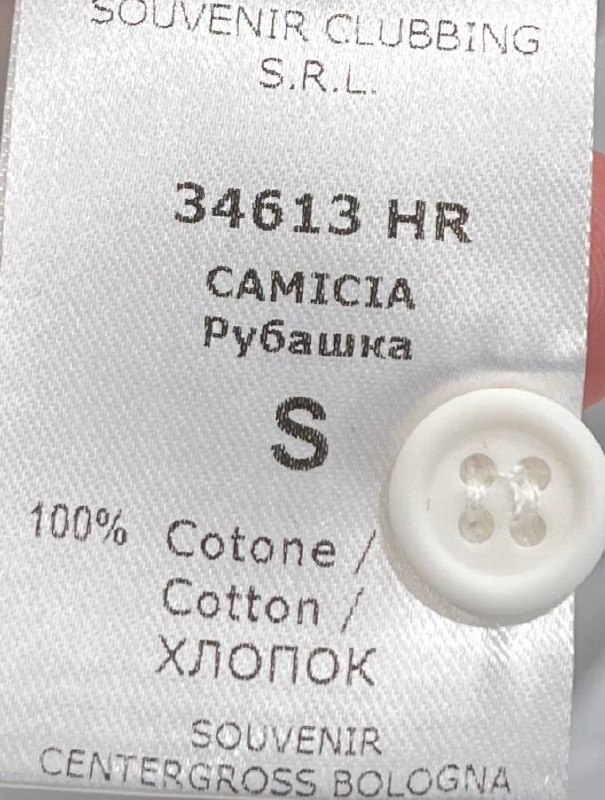 SOUVENIR CLUBBING
S.R.L.
34613 HR
CAMICIA
Рубашка
S
100% Cotone /
Cotton /
ХЛОПОК
SOUVENIR
CENTERGROSS BOLOGNA